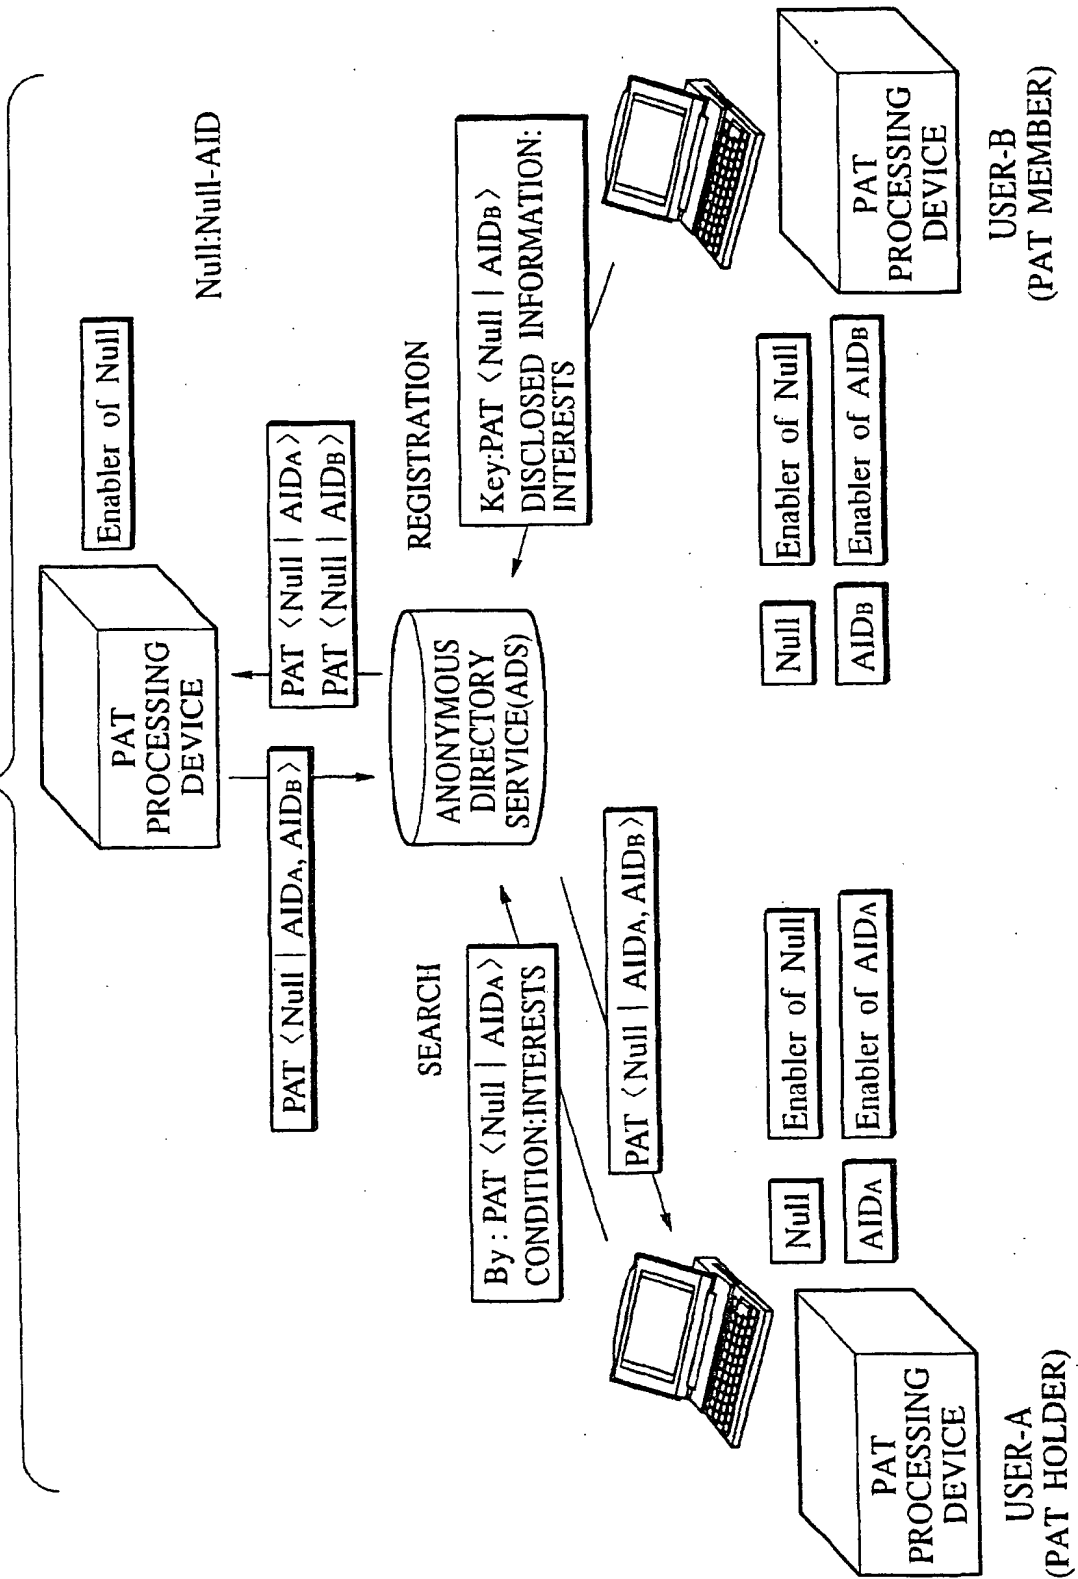 PAT
PROCESSING
DEVICE
Enabler of Null
Null:Null-AID
PAT 〈Null | AIDA, AIDB〉
PAT 〈Null | AIDA〉
PAT 〈Null | AIDB〉
ANONYMOUS
DIRECTORY
SERVICE(ADS)
SEARCH
By : PAT 〈Null | AIDA〉
CONDITION:INTERESTS
REGISTRATION
Key:PAT 〈Null | AIDB〉
DISCLOSED INFORMATION:
INTERESTS
PAT 〈Null | AIDA, AIDB〉
Null
Enabler of Null
AIDA
Enabler of AIDA
Null
Enabler of Null
AIDB
Enabler of AIDB
PAT
PROCESSING
DEVICE
USER-A
(PAT HOLDER)
PAT
PROCESSING
DEVICE
USER-B
(PAT MEMBER)